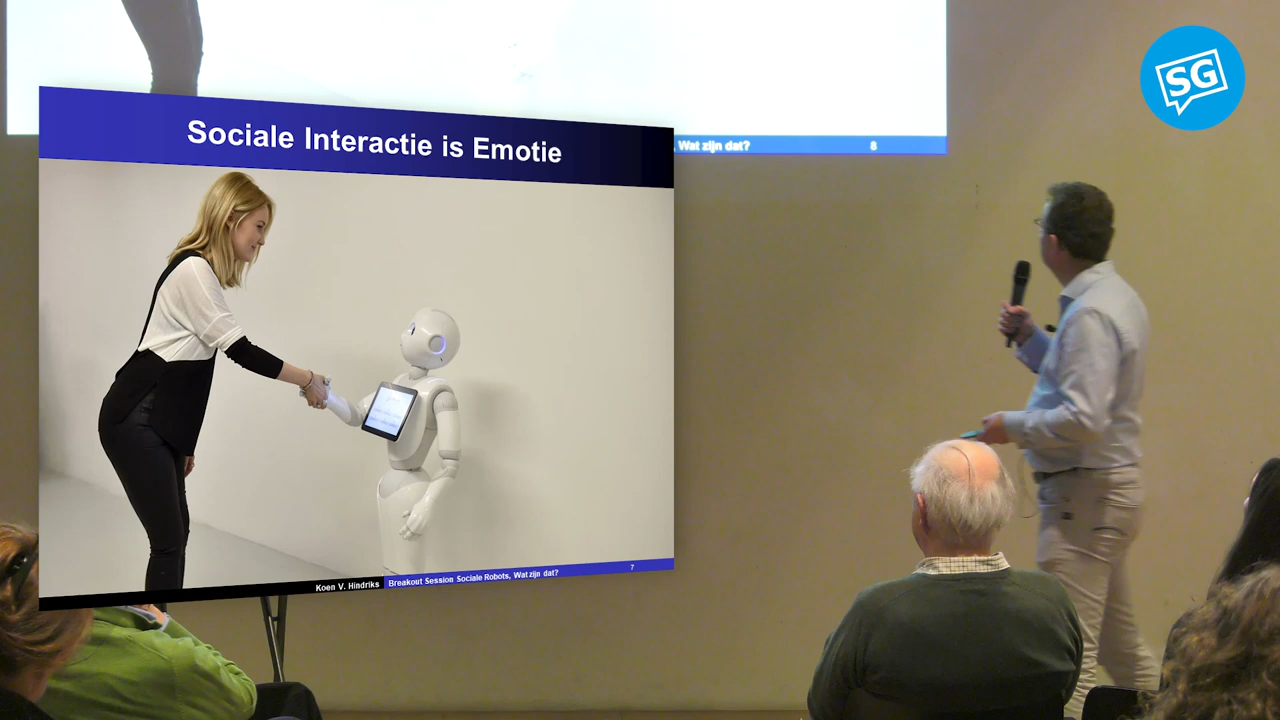 SG
Sociale Interactie is Emotie
, Wat zijn dat? 8
Koen V. Hindriks Breakout Session Sociale Robots, Wat zijn dat? 7